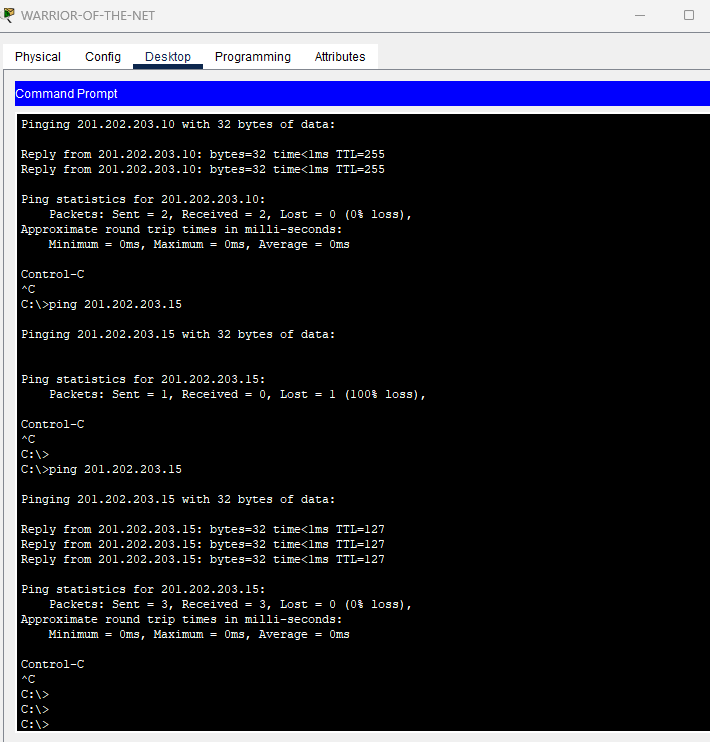 WARRIOR-OF-THE-NET
Physical Config Desktop Programming Attributes
Command Prompt
Pinging 201.202.203.10 with 32 bytes of data:
Reply from 201.202.203.10: bytes=32 time<1ms TTL=255
Reply from 201.202.203.10: bytes=32 time<1ms TTL=255
Ping statistics for 201.202.203.10:
Packets: Sent = 2, Received = 2, Lost = 0 (0% loss),
Approximate round trip times in milli-seconds:
Minimum = 0ms, Maximum = 0ms, Average = 0ms
Control-C
^C
C:\>ping 201.202.203.15
Pinging 201.202.203.15 with 32 bytes of data:
Ping statistics for 201.202.203.15:
Packets: Sent = 1, Received = 0, Lost = 1 (100% loss),
Control-C
^C
C:\>
C:\>ping 201.202.203.15
Pinging 201.202.203.15 with 32 bytes of data:
Reply from 201.202.203.15: bytes=32 time<1ms TTL=127
Reply from 201.202.203.15: bytes=32 time<1ms TTL=127
Reply from 201.202.203.15: bytes=32 time<1ms TTL=127
Ping statistics for 201.202.203.15:
Packets: Sent = 3, Received = 3, Lost = 0 (0% loss),
Approximate round trip times in milli-seconds:
Minimum = 0ms, Maximum = 0ms, Average = 0ms
Control-C
^C
C:\>
C:\>
C:\>